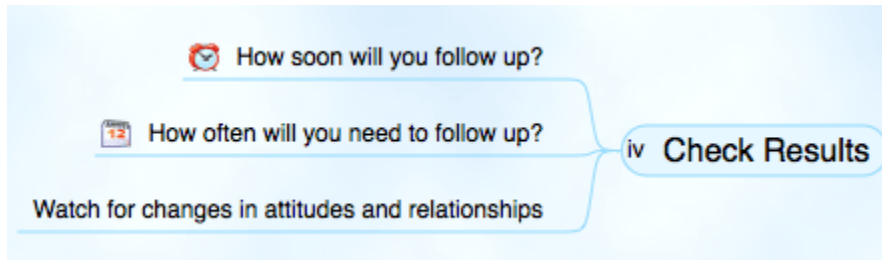 How soon will you follow up?
12
How often will you need to follow up?
Watch for changes in attitudes and relationships
iv Check Results